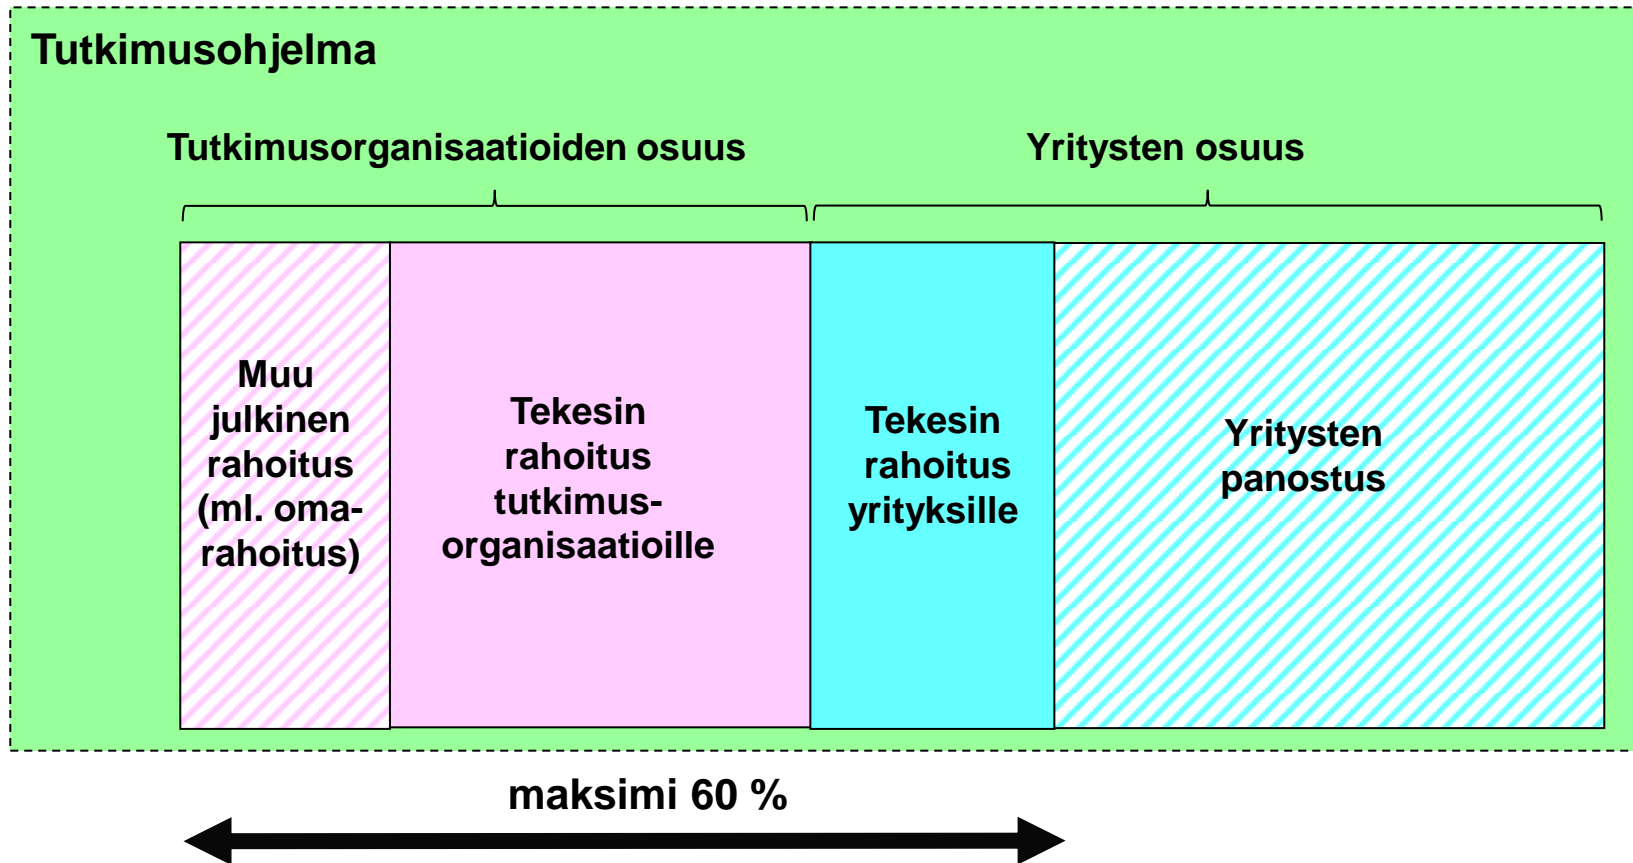 Tutkimusohjelma
Tutkimusorganisaatioiden osuus
Yritysten osuus
Muu
julkinen
rahoitus
(ml. oma-
rahoitus)
Tekesin
rahoitus
tutkimus-
organisaatioille
Tekesin
rahoitus
yrityksille
Yritysten
panostus
maksimi 60 %